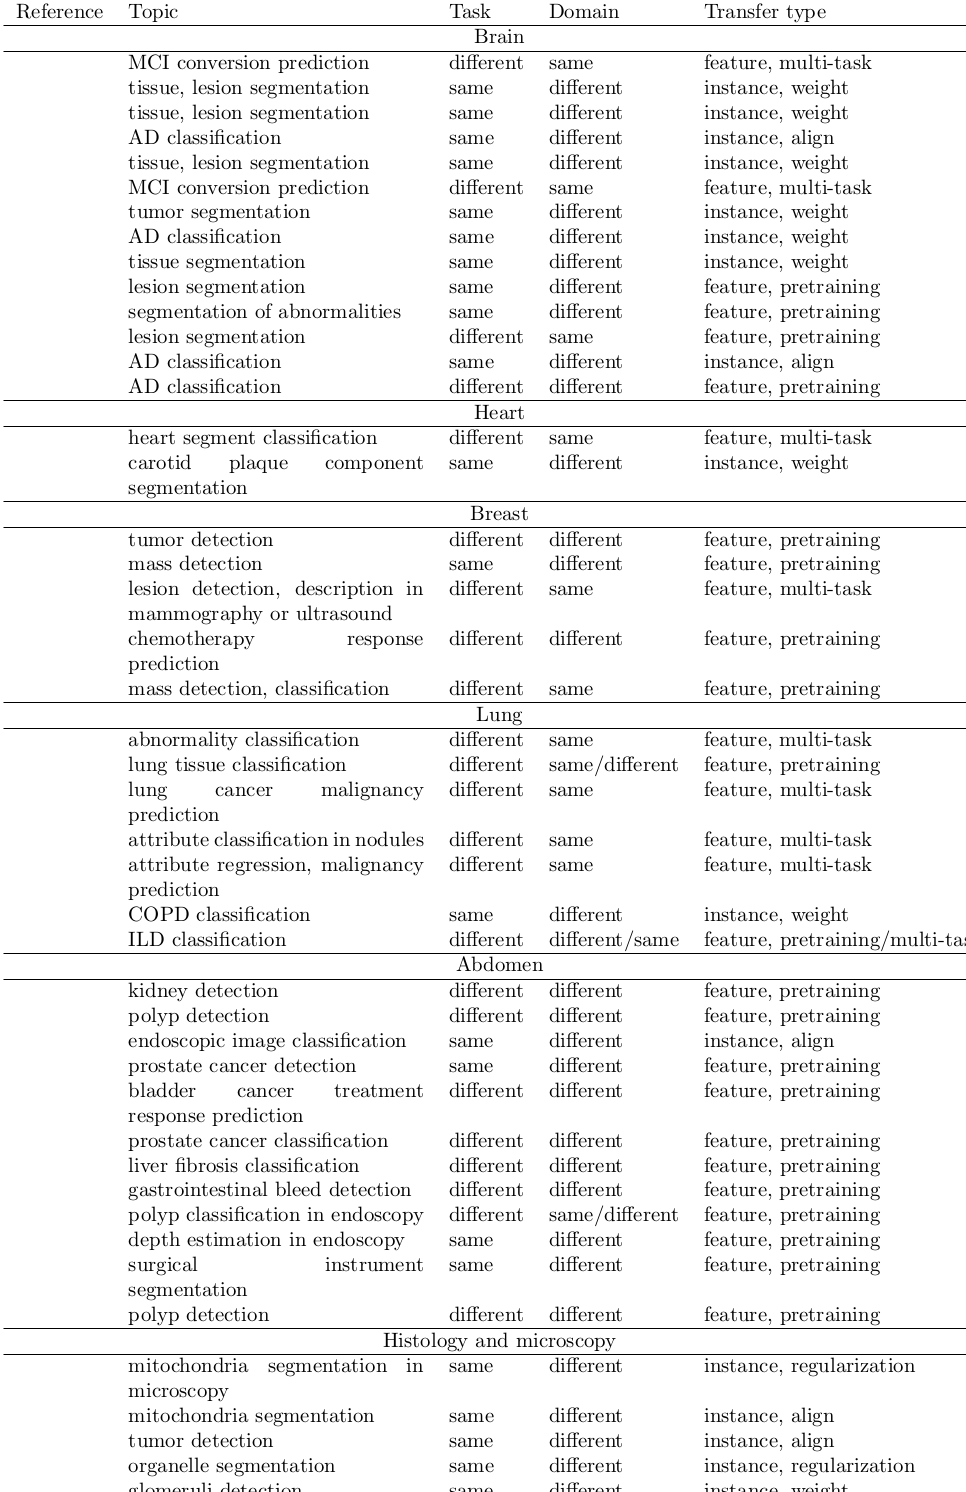 Reference Topic Task Domain Transfer type
Brain
MCI conversion prediction different same feature, multi-task
tissue, lesion segmentation same different instance, weight
tissue, lesion segmentation same different instance, weight
AD classification same different instance, align
tissue, lesion segmentation same different instance, weight
MCI conversion prediction different same feature, multi-task
tumor segmentation same different instance, weight
AD classification same different instance, weight
tissue segmentation same different instance, weight
lesion segmentation same different feature, pretraining
segmentation of abnormalities same different feature, pretraining
lesion segmentation different same feature, pretraining
AD classification same different instance, align
AD classification different different feature, pretraining
Heart
heart segment classification different same feature, multi-task
carotid plaque component same different instance, weight
segmentation
Breast
tumor detection different different feature, pretraining
mass detection same different feature, pretraining
lesion detection, description in different same feature, multi-task
mammography or ultrasound
chemotherapy response different different feature, pretraining
prediction
mass detection, classification different same feature, pretraining
Lung
abnormality classification different same feature, multi-task
lung tissue classification different same/different feature, pretraining
lung cancer malignancy different same feature, multi-task
prediction
attribute classification in nodules different same feature, multi-task
attribute regression, malignancy different same feature, multi-task
prediction
COPD classification same different instance, weight
ILD classification different different/same feature, pretraining/multi-tas
Abdomen
kidney detection different different feature, pretraining
polyp detection different different feature, pretraining
endoscopic image classification same different instance, align
prostate cancer detection same different feature, pretraining
bladder cancer treatment different different feature, pretraining
response prediction
prostate cancer classification different different feature, pretraining
liver fibrosis classification different different feature, pretraining
gastrointestinal bleed detection different different feature, pretraining
polyp classification in endoscopy different same/different feature, pretraining
depth estimation in endoscopy same different feature, pretraining
surgical instrument same different feature, pretraining
segmentation
polyp detection different different feature, pretraining
Histology and microscopy
mitochondria segmentation in same different instance, regularization
microscopy
mitochondria segmentation same different instance, align
tumor detection same different instance, align
organelle segmentation same different instance, regularization
glomeruli detection same different instance, weight